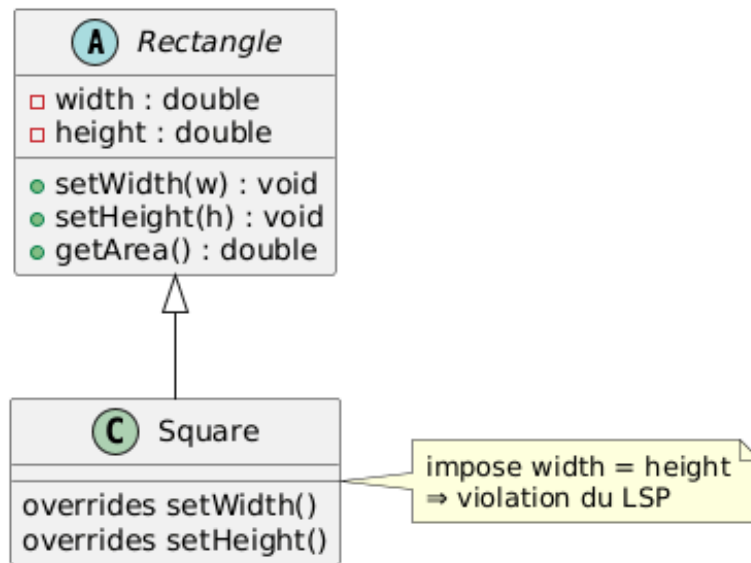 A Rectangle
width : double
height : double
setWidth(w) : void
setHeight(h) : void
getArea() : double
C Square
overrides setWidth()
overrides setHeight()
impose width = height
⇒ violation du LSP